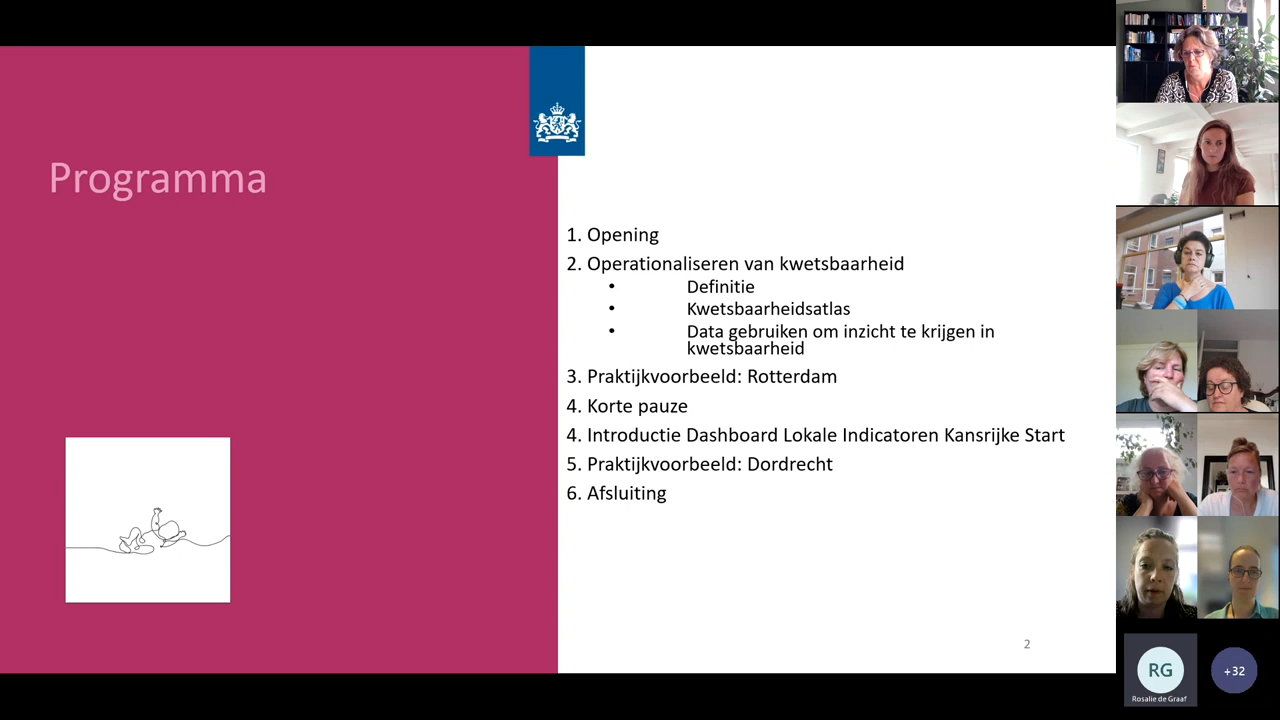 Programma
1. Opening
2. Operationaliseren van kwetsbaarheid
• Definitie
• Kwetsbaarheidsatlas
• Data gebruiken om inzicht te krijgen in
kwetsbaarheid
3. Praktijkvoorbeeld: Rotterdam
4. Korte pauze
4. Introductie Dashboard Lokale Indicatoren Kansrijke Start
5. Praktijkvoorbeeld: Dordrecht
6. Afsluiting
2
RG
Rosalie de Graaf
+32